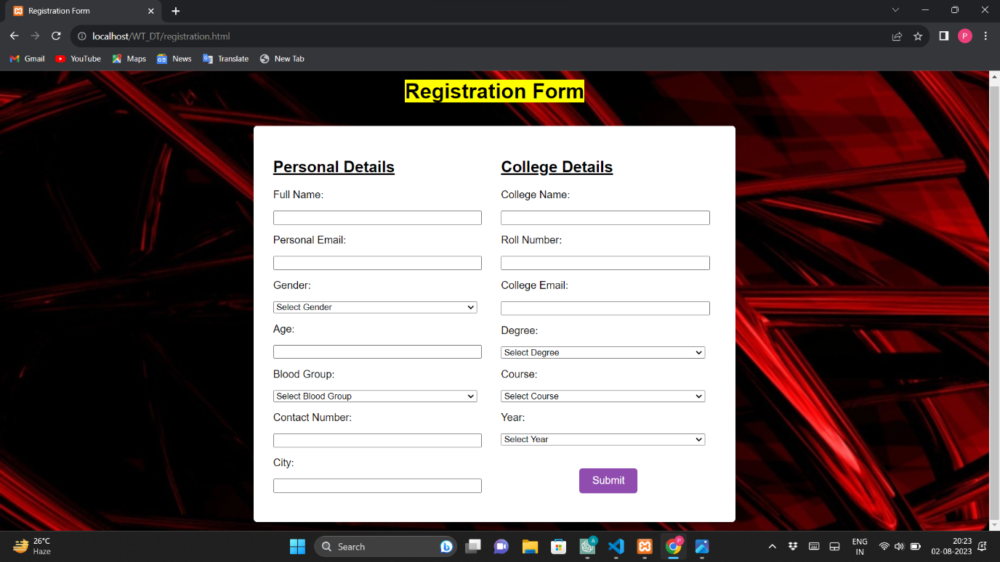 Registration Form
localhost/WT_DT/registration.html
P
Gmail YouTube Maps News Translate New Tab
Registration Form
Personal Details
Full Name:
Personal Email:
Gender:
Select Gender
Age:
Blood Group:
Select Blood Group
Contact Number:
City:
College Details
College Name:
Roll Number:
College Email:
Degree:
Select Degree
Course:
Select Course
Year:
Select Year
Submit
26°C
Haze
Search
A
P
ENG
IN
20:23
02-08-2023